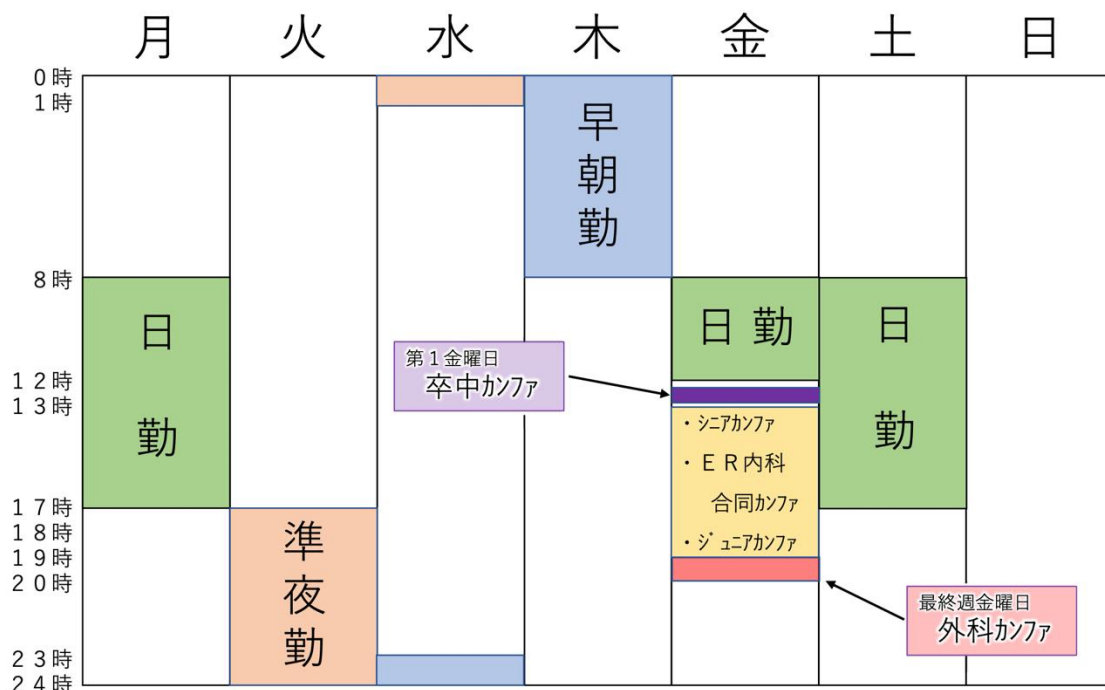 月 火 水 木 金 土 日
0時
1時
8時
12時
13時
17時
18時
19時
20時
23時
24時
日勤
準夜勤
早朝勤
日勤
・ｼﾆｱｶﾝﾌｧ
・ＥＲ内科
合同ｶﾝﾌｧ
・ｼﾞｭﾆｱｶﾝﾌｧ
日勤
第1金曜日
卒中ｶﾝﾌｧ
最終週金曜日
外科ｶﾝﾌｧ